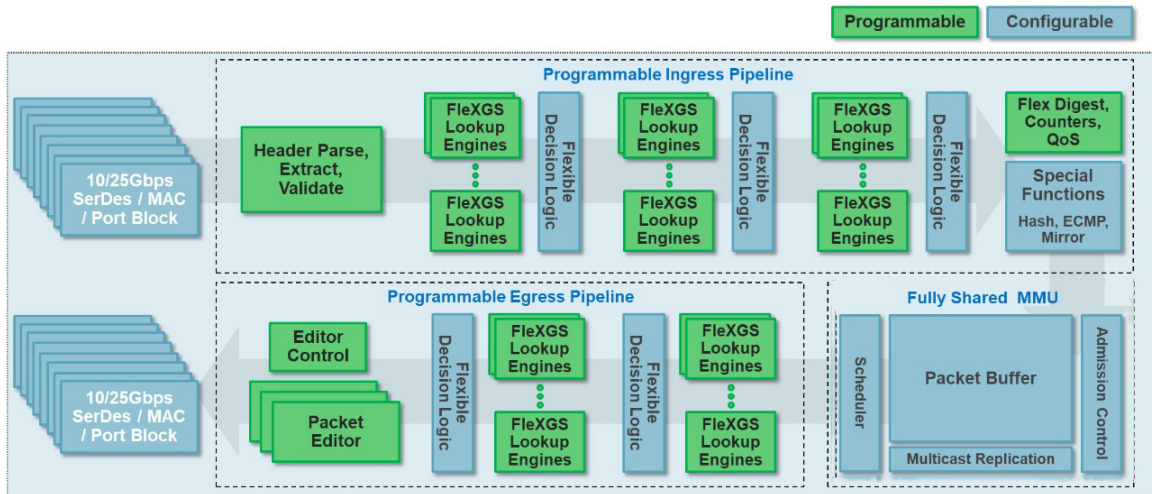 Programmable
Configurable
Programmable Ingress Pipeline
10/25Gbps
SerDes / MAC
/ Port Block
Header Parse,
Extract,
Validate
FleXGS
Lookup
Engines
FleXGS
Lookup
Engines
Flexible
Decision Logic
FleXGS
Lookup
Engines
FleXGS
Lookup
Engines
Flexible
Decision Logic
FleXGS
Lookup
Engines
FleXGS
Lookup
Engines
Flexible
Decision Logic
Flex Digest,
Counters,
QoS
Special
Functions
Hash, ECMP,
Mirror
Programmable Egress Pipeline
10/25Gbps
SerDes / MAC
/ Port Block
Editor
Control
Packet
Editor
Flexible
Decision Logic
FleXGS
Lookup
Engines
FleXGS
Lookup
Engines
Flexible
Decision Logic
FleXGS
Lookup
Engines
FleXGS
Lookup
Engines
Fully Shared MMU
Scheduler
Packet Buffer
Multicast Replication
Admission Control